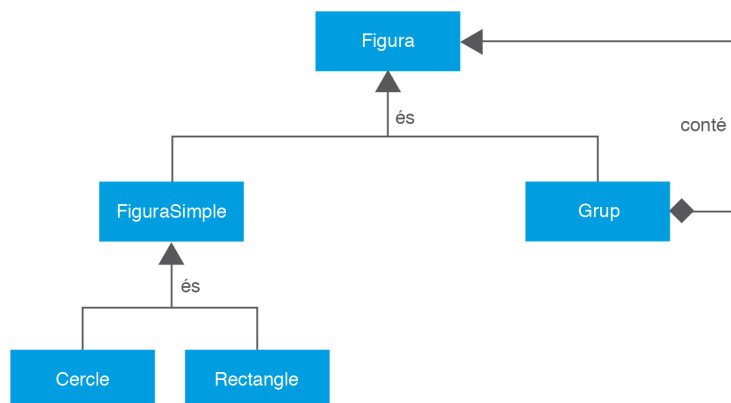 Figura
és
conté
FiguraSimple
Grup
és
Cercle
Rectangle